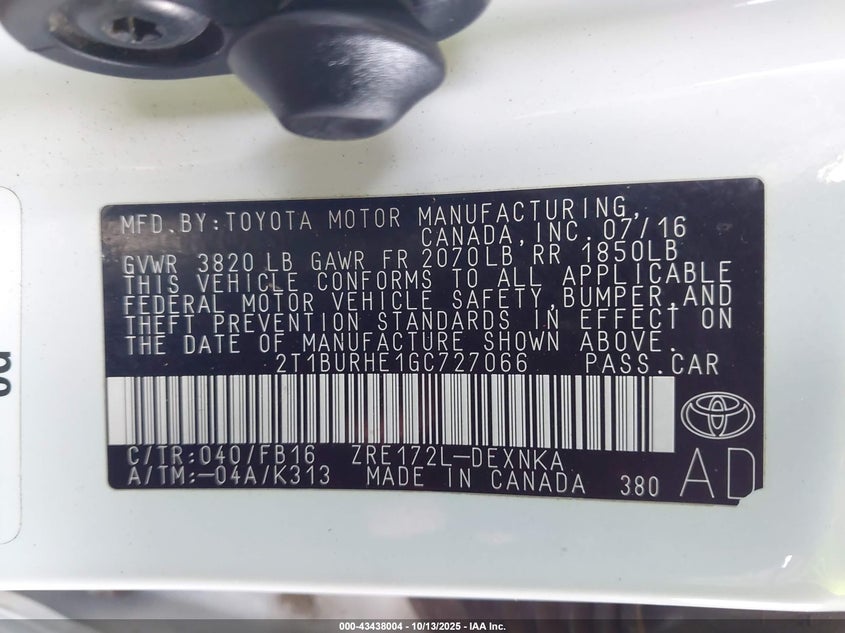 MFD. BY: TOYOTA MOTOR MANUFACTURING,
CANADA, INC. 07/16
GVWR 3820 LB GAWR FR 2070LB RR 1850LB
THIS VEHICLE CONFORMS TO ALL APPLICABLE
FEDERAL MOTOR VEHICLE SAFETY, BUMPER, AND
THEFT PREVENTION STANDARDS IN EFFECT ON
THE DATE OF MANUFACTURE SHOWN ABOVE.
2T1BURHE1GC727066 PASS.CAR
C/TR: 040/FB16 ZRE172L-DEXNKA
A/TM: -04A/K313 MADE IN CANADA 380 AD
000-43438004 - 10/13/2025 - IAA Inc.